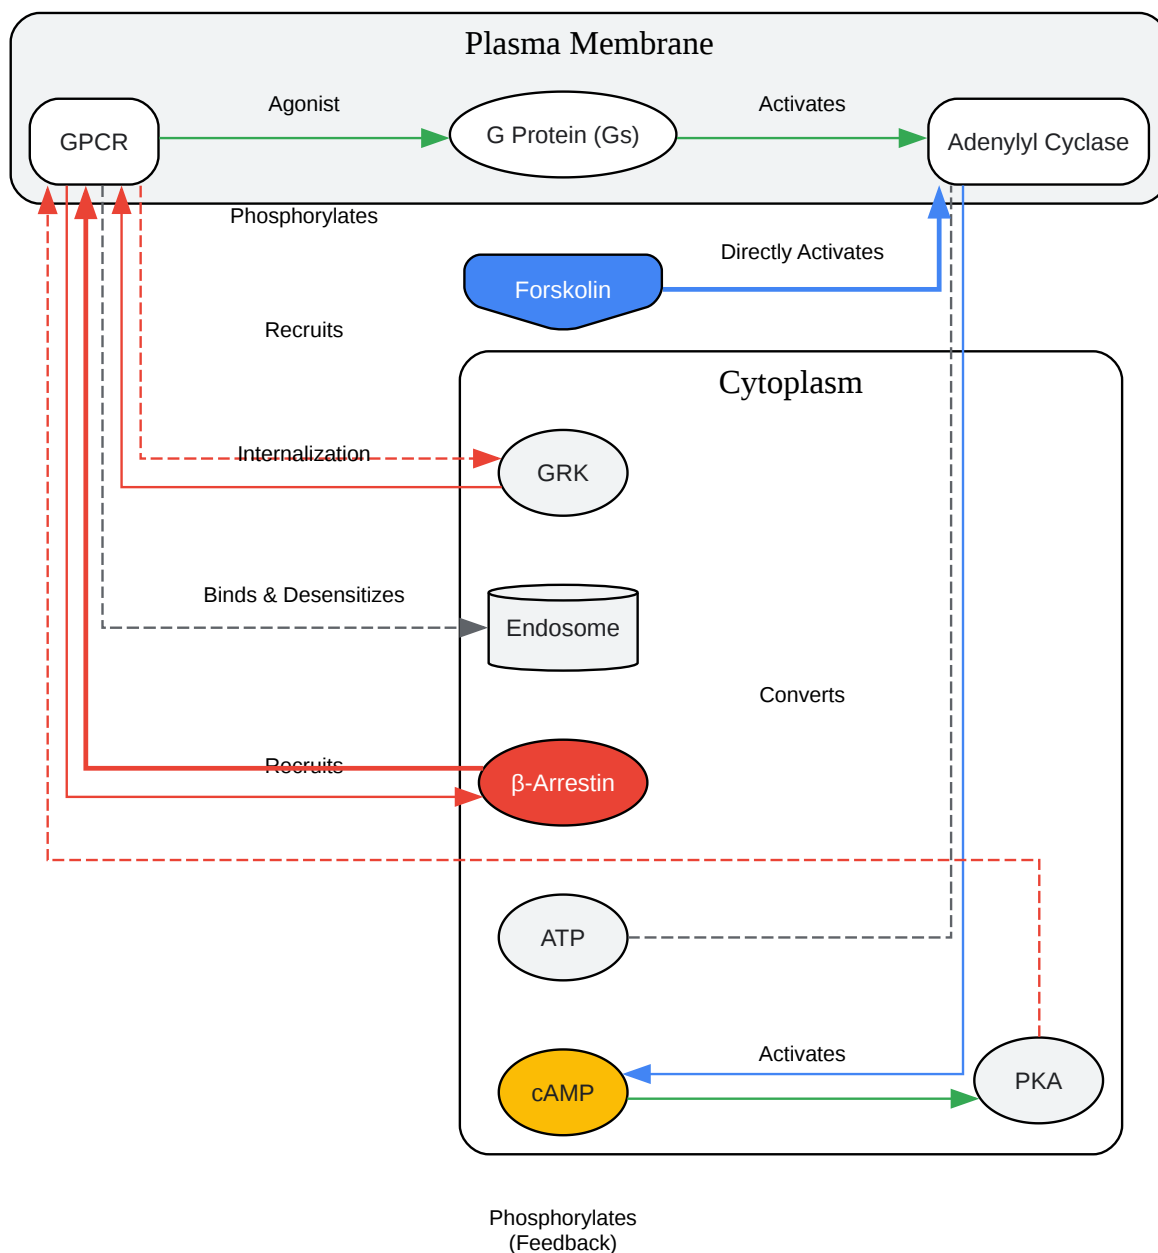 Plasma Membrane
Agonist
Activates
GPCR
G Protein (Gs)
Adenylyl Cyclase
Phosphorylates
Directly Activates
Forskolin
Recruits
Cytoplasm
Internalization
GRK
Binds & Desensitizes
Endosome
Converts
Recruits
β-Arrestin
ATP
Activates
cAMP
PKA
Phosphorylates
(Feedback)